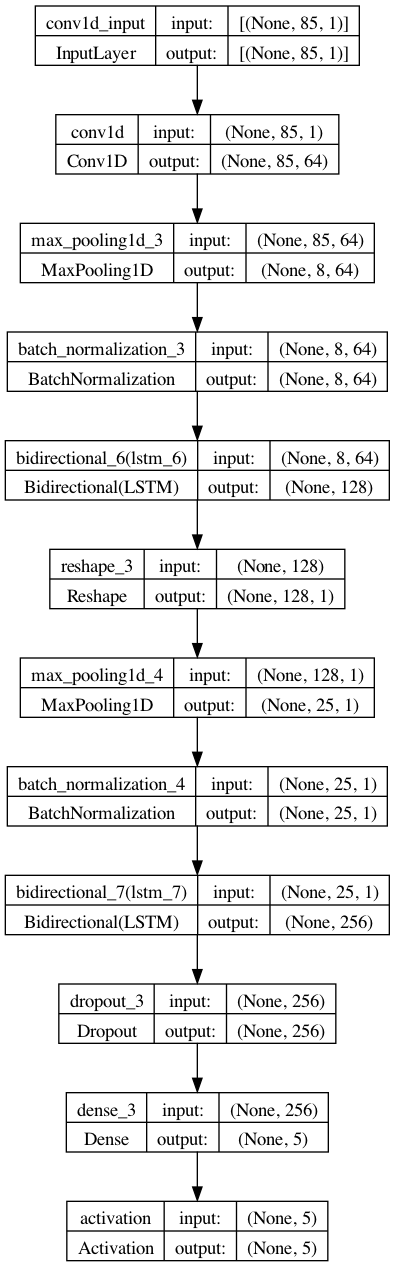 conv1d_input input: [(None, 85, 1)]
InputLayer output: [(None, 85, 1)]
conv1d input: (None, 85, 1)
Conv1D output: (None, 85, 64)
max_pooling1d_3 input: (None, 85, 64)
MaxPooling1D output: (None, 8, 64)
batch_normalization_3 input: (None, 8, 64)
BatchNormalization output: (None, 8, 64)
bidirectional_6(lstm_6) input: (None, 8, 64)
Bidirectional(LSTM) output: (None, 128)
reshape_3 input: (None, 128)
Reshape output: (None, 128, 1)
max_pooling1d_4 input: (None, 128, 1)
MaxPooling1D output: (None, 25, 1)
batch_normalization_4 input: (None, 25, 1)
BatchNormalization output: (None, 25, 1)
bidirectional_7(lstm_7) input: (None, 25, 1)
Bidirectional(LSTM) output: (None, 256)
dropout_3 input: (None, 256)
Dropout output: (None, 256)
dense_3 input: (None, 256)
Dense output: (None, 5)
activation input: (None, 5)
Activation output: (None, 5)